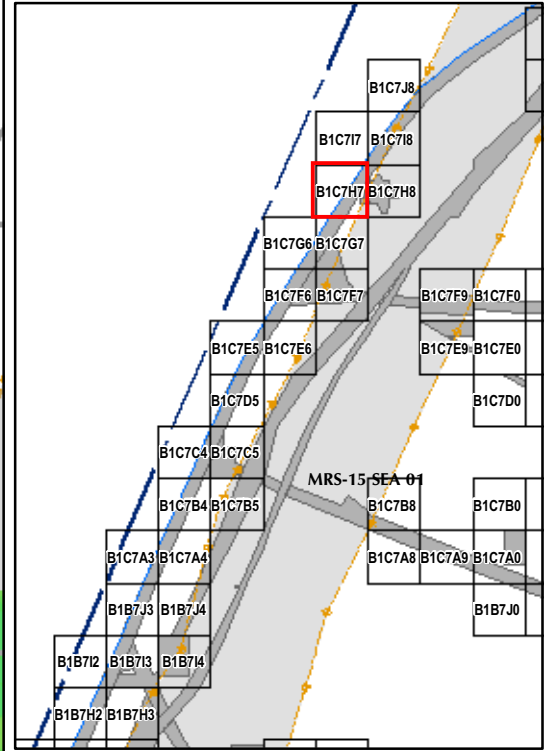 B1C7J8
B1C7I7 B1C7I8
B1C7H7 B1C7H8
B1C7G6 B1C7G7
B1C7F6 B1C7F7 B1C7F9 B1C7F0
B1C7E5 B1C7E6 B1C7E9 B1C7E0
B1C7D5 B1C7D0
B1C7C4 B1C7C5
MRS-15 SEA 01
B1C7B4 B1C7B5 B1C7B8 B1C7B0
B1C7A3 B1C7A4 B1C7A8 B1C7A9 B1C7A0
B1B7J3 B1B7J4 B1B7J0
B1B7I2 B1B7I3 B1B7I4
B1B7H2 B1B7H3